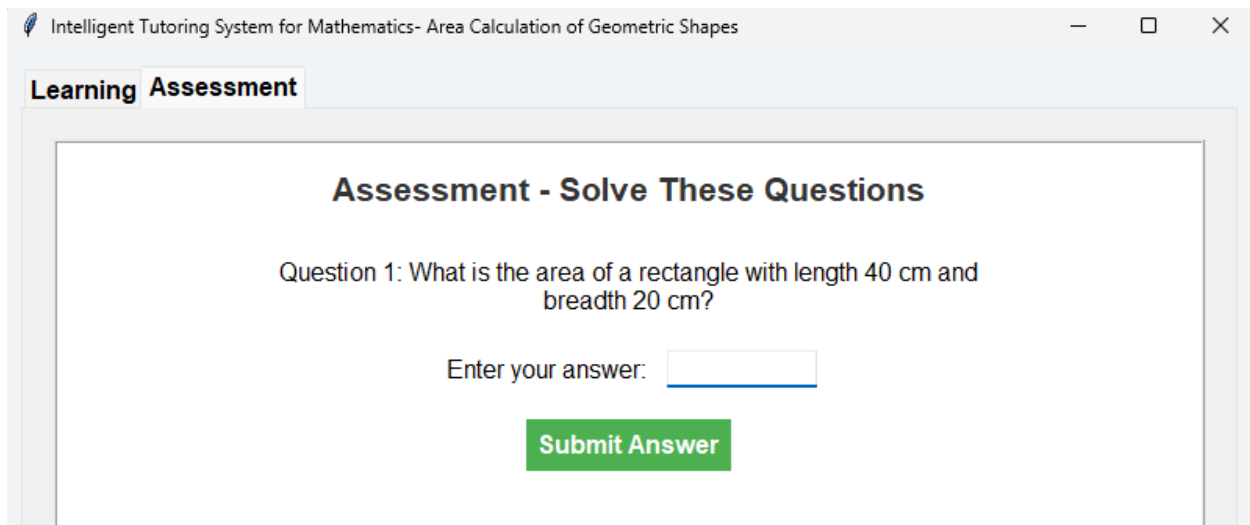 Intelligent Tutoring System for Mathematics- Area Calculation of Geometric Shapes
Learning Assessment
Assessment - Solve These Questions
Question 1: What is the area of a rectangle with length 40 cm and
breadth 20 cm?
Enter your answer:
Submit Answer